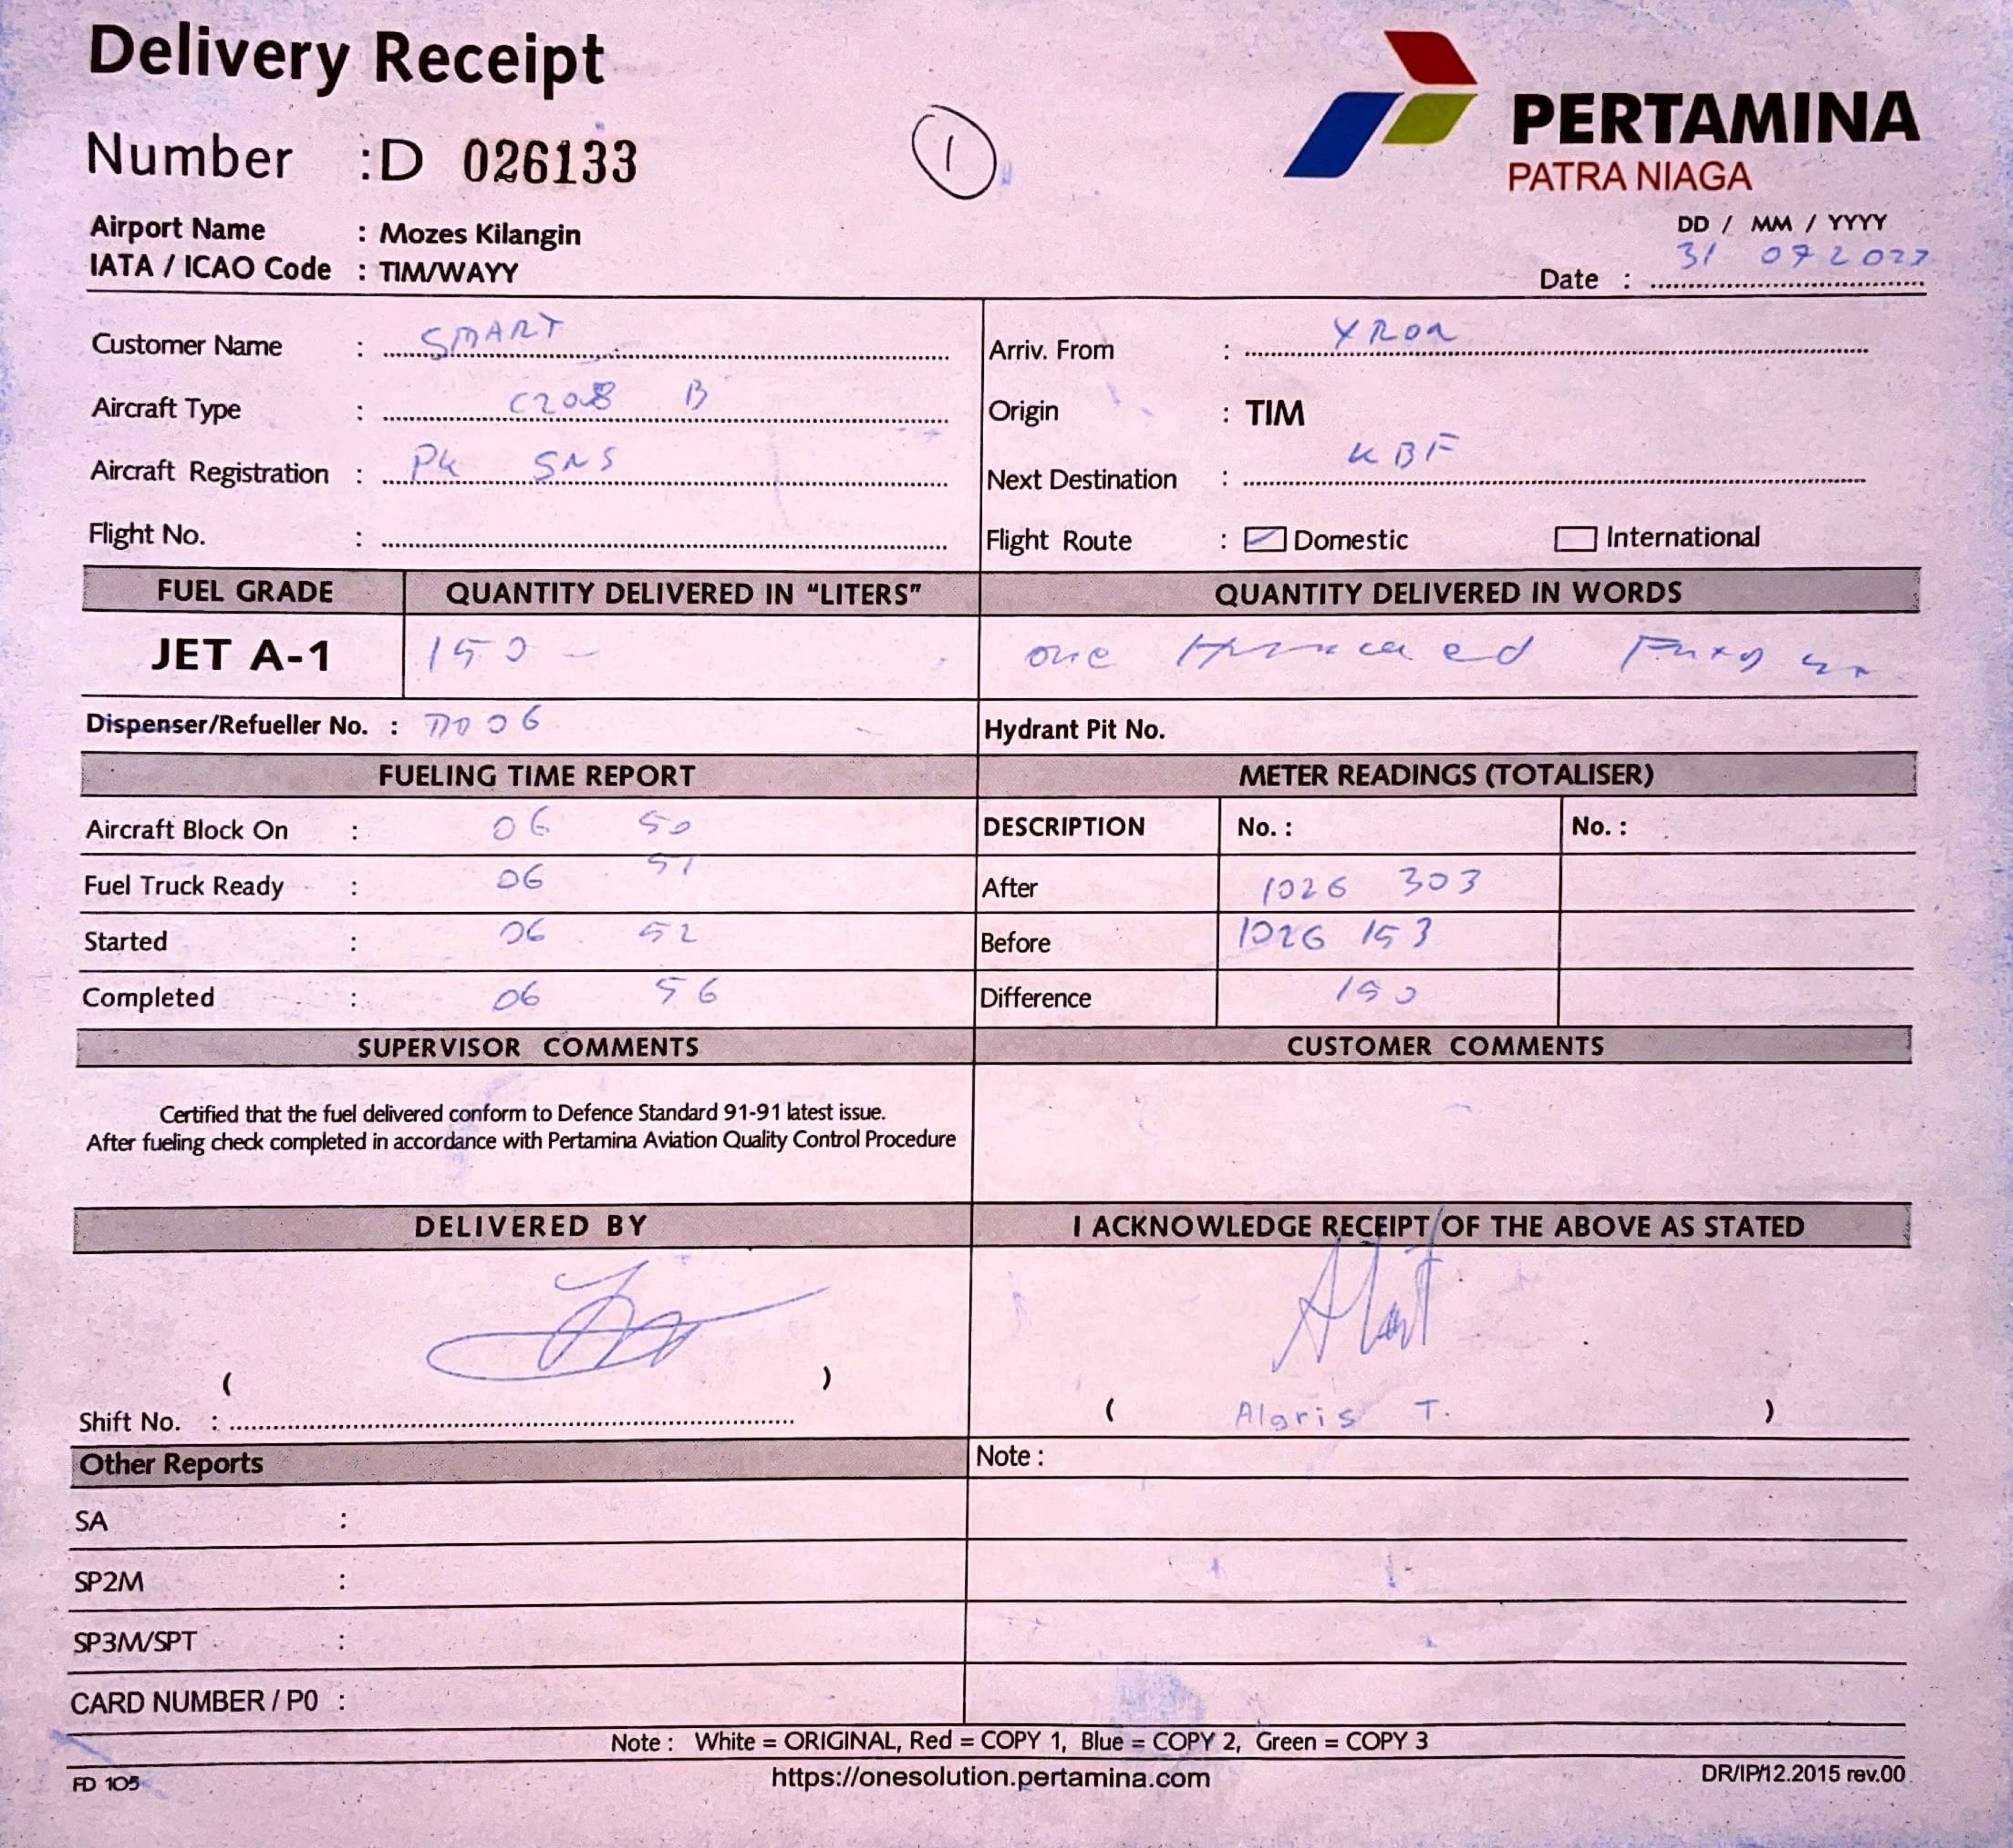 Delivery Receipt
Number :D 026133
1
PERTAMINA
PATRA NIAGA
Airport Name : Mozes Kilangin
IATA / ICAO Code : TIM/WAYY
DD / MM / YYYY
Date : 31 07 2023
Customer Name : SMART
Arriv. From :
Aircraft Type : C208 B
Origin : TIM
Aircraft Registration : PK SNS
Next Destination : KBF
Flight No. :
Flight Route : Domestic International
FUEL GRADE QUANTITY DELIVERED IN "LITERS" QUANTITY DELIVERED IN WORDS
JET A-1 150 - one
Dispenser/Refueller No. : Hydrant Pit No.
FUELING TIME REPORT METER READINGS (TOTALISER)
Aircraft Block On : 06 50 DESCRIPTION No. : No. :
Fuel Truck Ready : 06 51 After 1026 303
Started : 06 52 Before 1026 153
Completed : 06 56 Difference 150
SUPERVISOR COMMENTS CUSTOMER COMMENTS
Certified that the fuel delivered conform to Defence Standard 91-91 latest issue.
After fueling check completed in accordance with Pertamina Aviation Quality Control Procedure
DELIVERED BY I ACKNOWLEDGE RECEIPT OF THE ABOVE AS STATED
( )
Shift No. : ( T. )
Other Reports Note :
SA :
SP2M :
SP3M/SPT :
CARD NUMBER / P0 :
Note : White = ORIGINAL, Red = COPY 1, Blue = COPY 2, Green = COPY 3
FD 105 https://onesolution.pertamina.com DR/IP/12.2015 rev.00